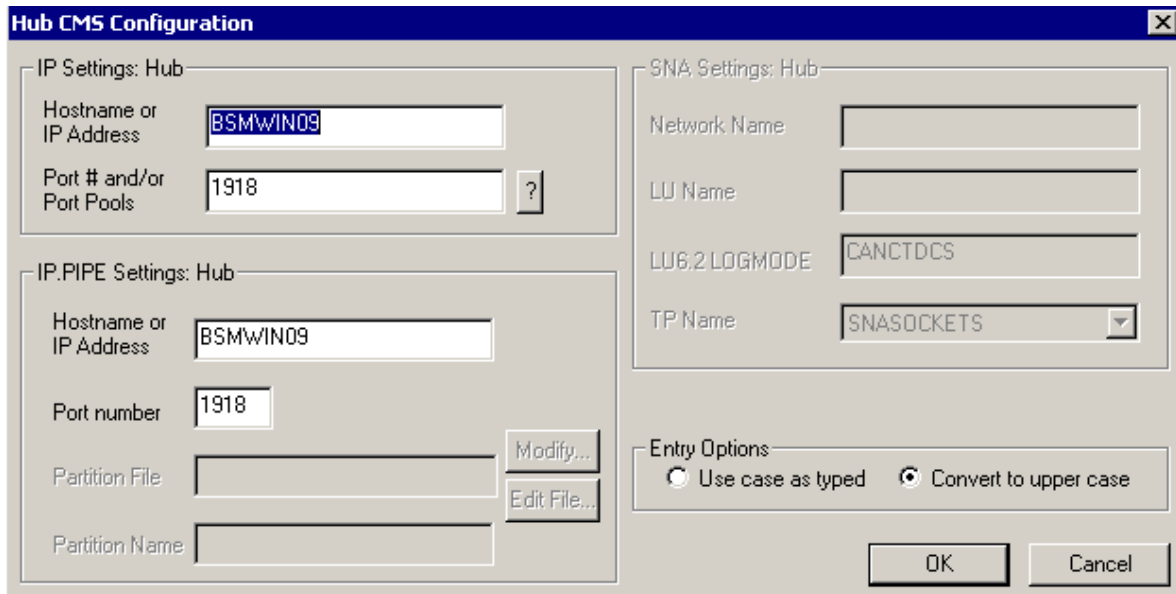 Hub CMS Configuration
IP Settings: Hub
Hostname or
IP Address
BSMWIN09
Port # and/or
Port Pools
1918
?
IP.PIPE Settings: Hub
Hostname or
IP Address
BSMWIN09
Port number
1918
Partition File
Modify...
Edit File...
Partition Name
SNA Settings: Hub
Network Name
LU Name
LU6.2 LOGMODE
CANCTDCS
TP Name
SNASOCKETS
Entry Options
Use case as typed
Convert to upper case
OK
Cancel